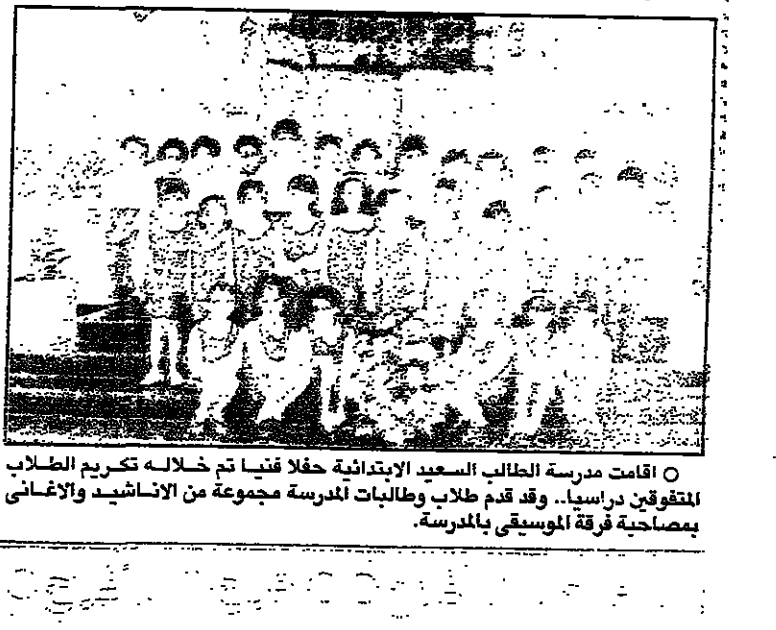 ○ اقامت مدرسة الطالب السعيد الابتدائية حفلا فنيا تم خلاله تكريم الطلاب
المتفوقين دراسيا.. وقد قدم طلاب وطالبات المدرسة مجموعة من الاناشيد والاغانى
بمصاحبة فرقة الموسيقى بالمدرسة.